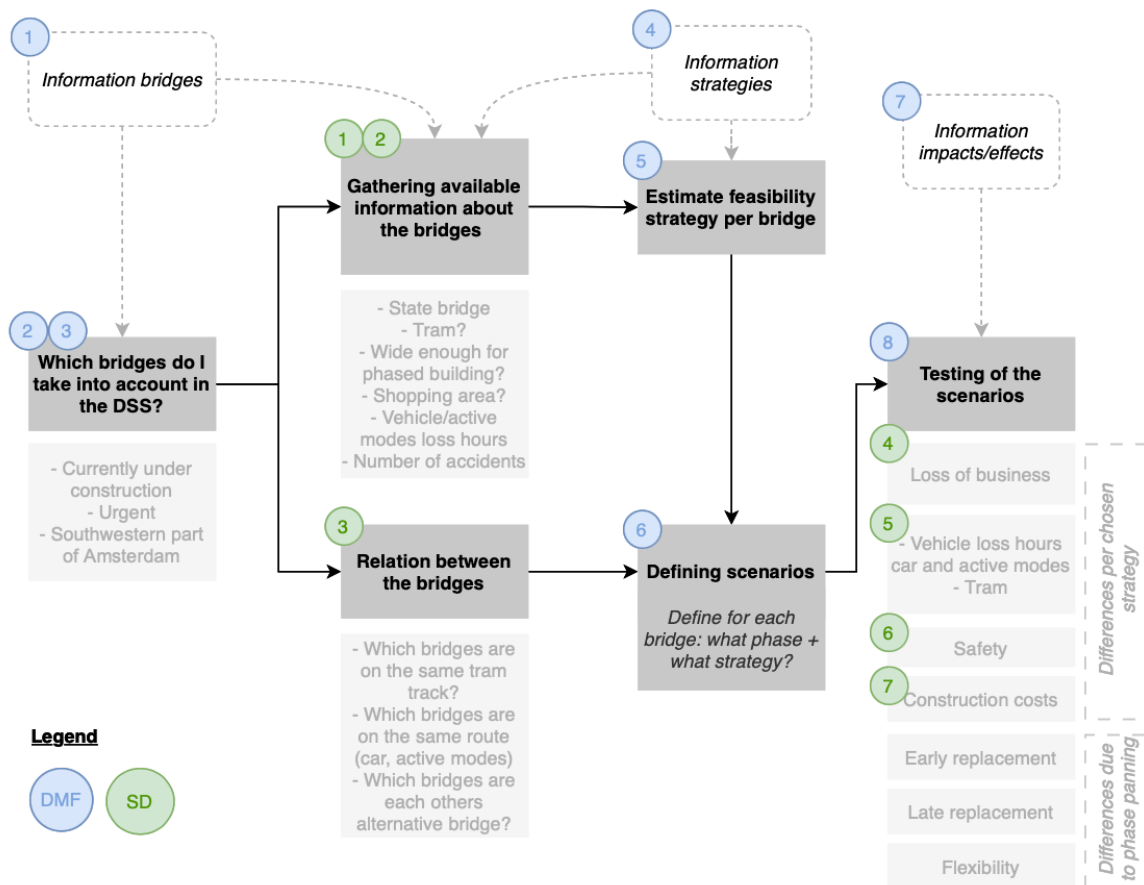 1
Information bridges
4
Information
strategies
7
Information
impacts/effects
1
2
Gathering available
information about
the bridges
5
Estimate feasibility
strategy per bridge
- State bridge
- Tram?
- Wide enough for
phased building?
- Shopping area?
- Vehicle/active
modes loss hours
- Number of accidents
2
3
Which bridges do I
take into account in
the DSS?
- Currently under
construction
- Urgent
- Southwestern part
of Amsterdam
3
Relation between
the bridges
- Which bridges are
on the same tram
track?
- Which bridges are
on the same route
(car, active modes)
- Which bridges are
each others
alternative bridge?
6
Defining scenarios
Define for each
bridge: what phase +
what strategy?
8
Testing of the
scenarios
4
Loss of business
5
- Vehicle loss hours
car and active modes
- Tram
6
Safety
7
Construction costs
Early replacement
Late replacement
Flexibility
Differences per chosen
strategy
Differences due
to phase panning
Legend
DMF
SD